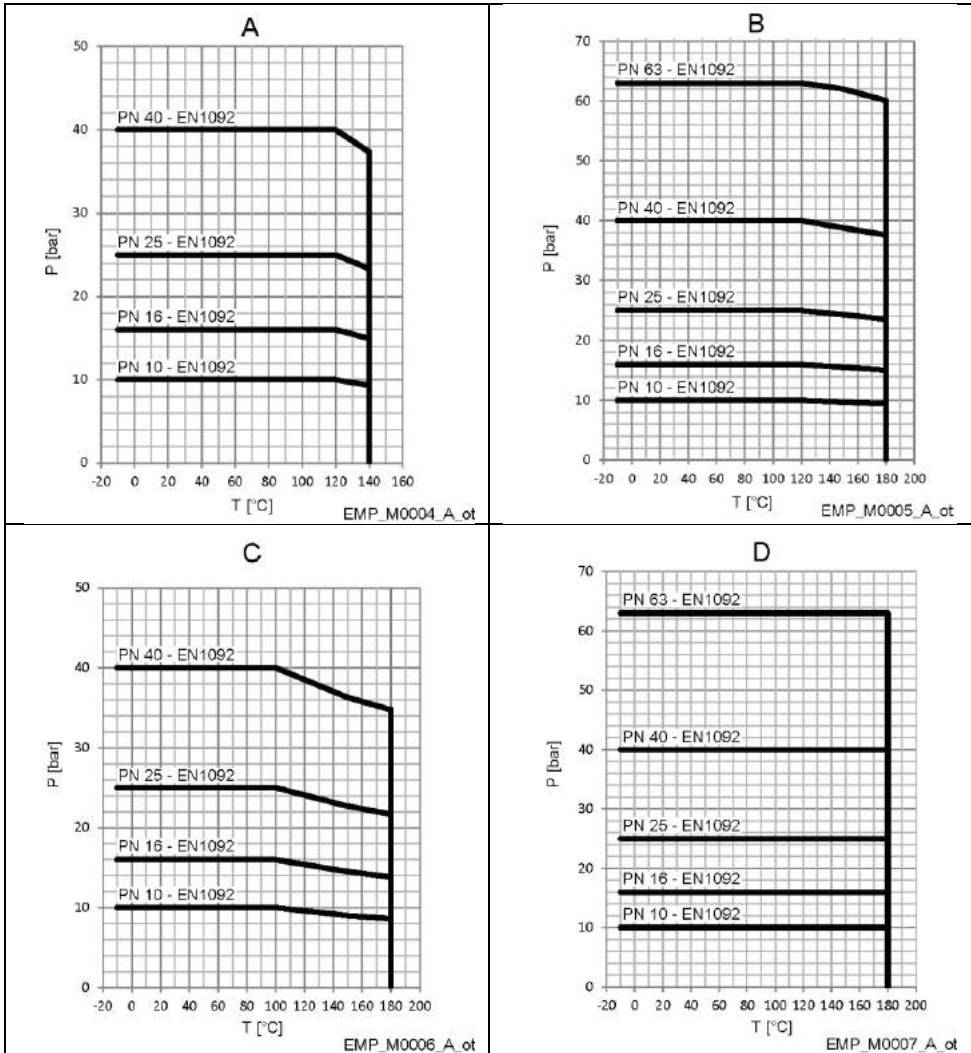 A
50
PN 40 - EN1092
40
30
PN 25 - EN1092
20
PN 16 - EN1092
PN 10 - EN1092
10
0
P [bar]
-20 0 20 40 60 80 100 120 140 160
T [°C]
EMP_M0004_A_ot
B
70
PN 63 - EN1092
60
50
PN 40 - EN1092
40
30
PN 25 - EN1092
20
PN 16 - EN1092
PN 10 - EN1092
10
0
P [bar]
-20 0 20 40 60 80 100 120 140 160 180 200
T [°C]
EMP_M0005_A_ot
C
50
PN 40 - EN1092
40
30
PN 25 - EN1092
20
PN 16 - EN1092
PN 10 - EN1092
10
0
P [bar]
-20 0 20 40 60 80 100 120 140 160 180 200
T [°C]
EMP_M0006_A_ot
D
70
PN 63 - EN1092
60
50
PN 40 - EN1092
40
30
PN 25 - EN1092
20
PN 16 - EN1092
PN 10 - EN1092
10
0
P [bar]
-20 0 20 40 60 80 100 120 140 160 180 200
T [°C]
EMP_M0007_A_ot